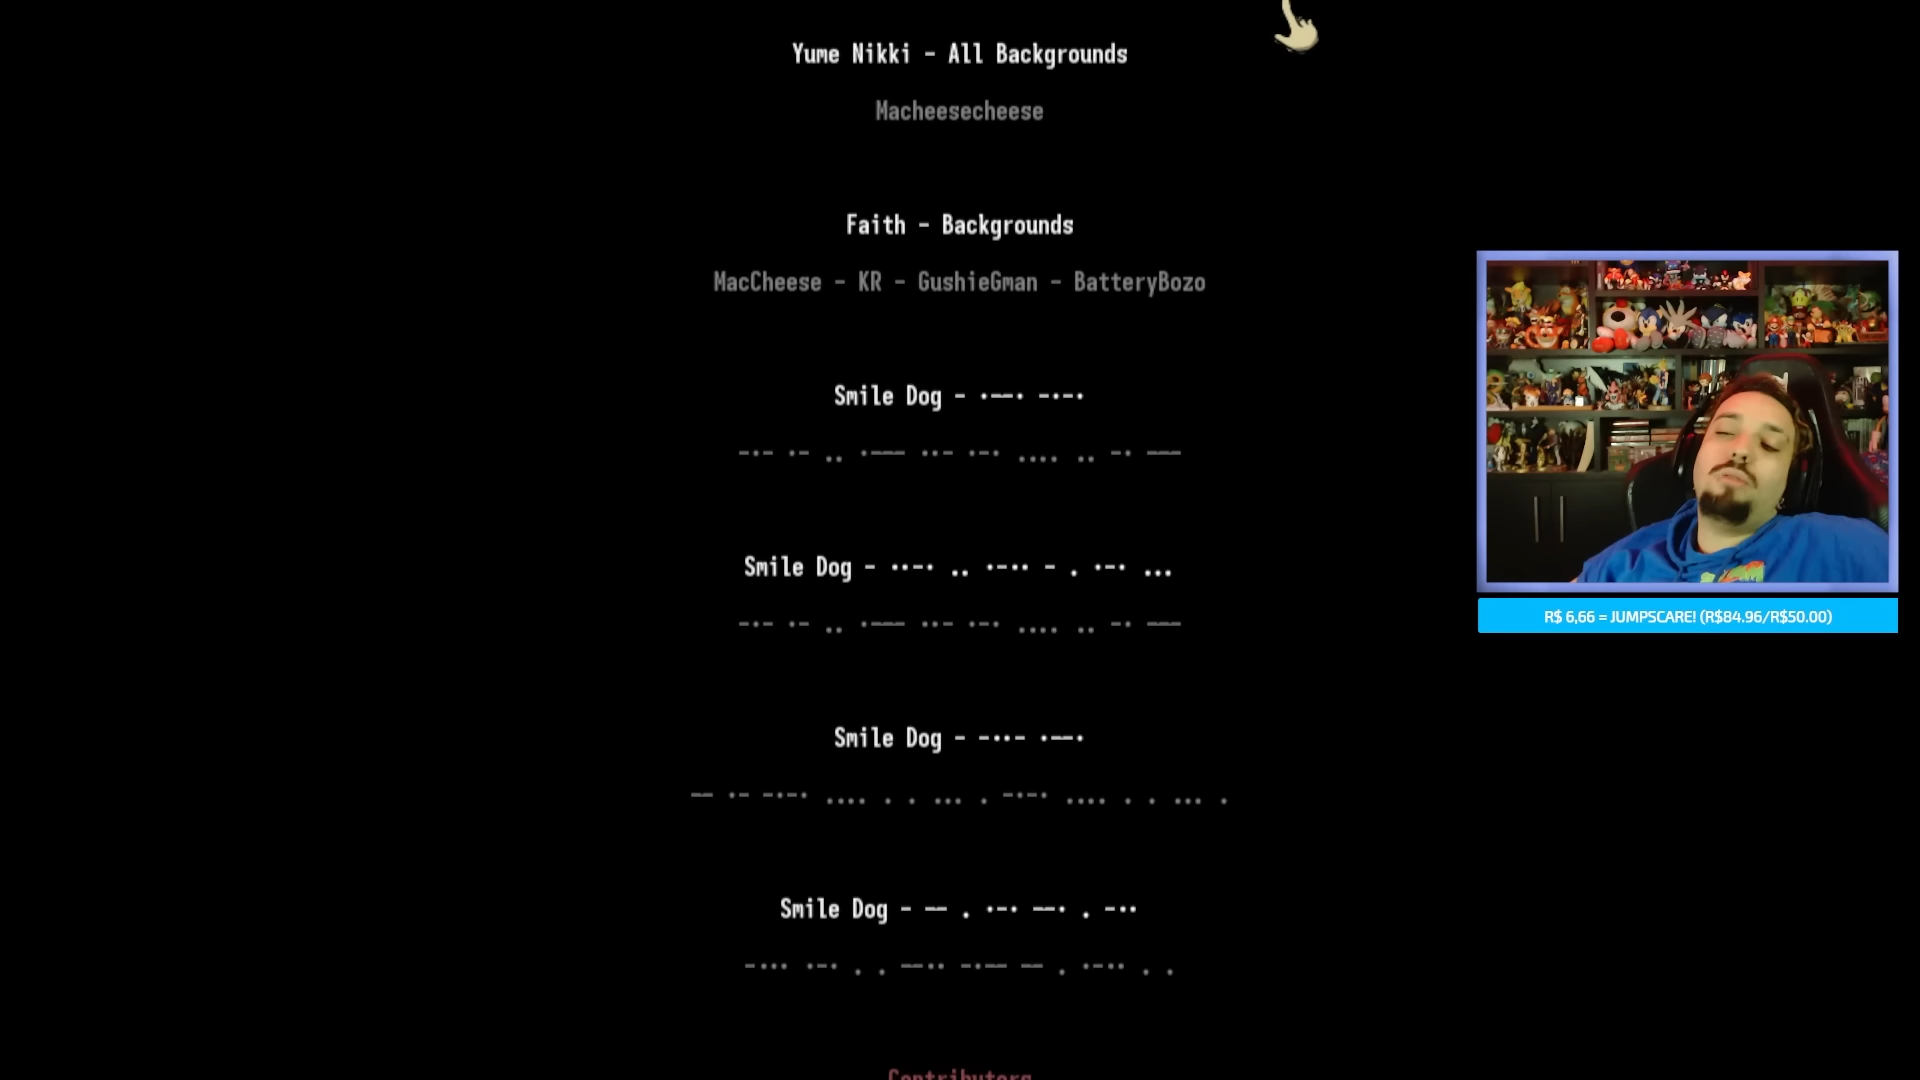 Yume Nikki - All Backgrounds
Macheesecheese
Faith - Backgrounds
MacCheese - KR - GushieGman - BatteryBozo
Smile Dog - .--. -.-.
-.- .- .. .--- ..- .-. .... .. -. ---
Smile Dog - ..-. .. .-.. - . .-. ...
-.- .- .. .--- ..- .-. .... .. -. ---
Smile Dog - -..- .--.
-- .- -.-. .... . . ... . -.-. .... . . ... .
Smile Dog - -- . .-. --. . -..
-... .-. . . --.. -.-- -- . .-.. . .
Contributors
R$ 6,66 = JUMPSCARE! (R$84.96/R$50.00)